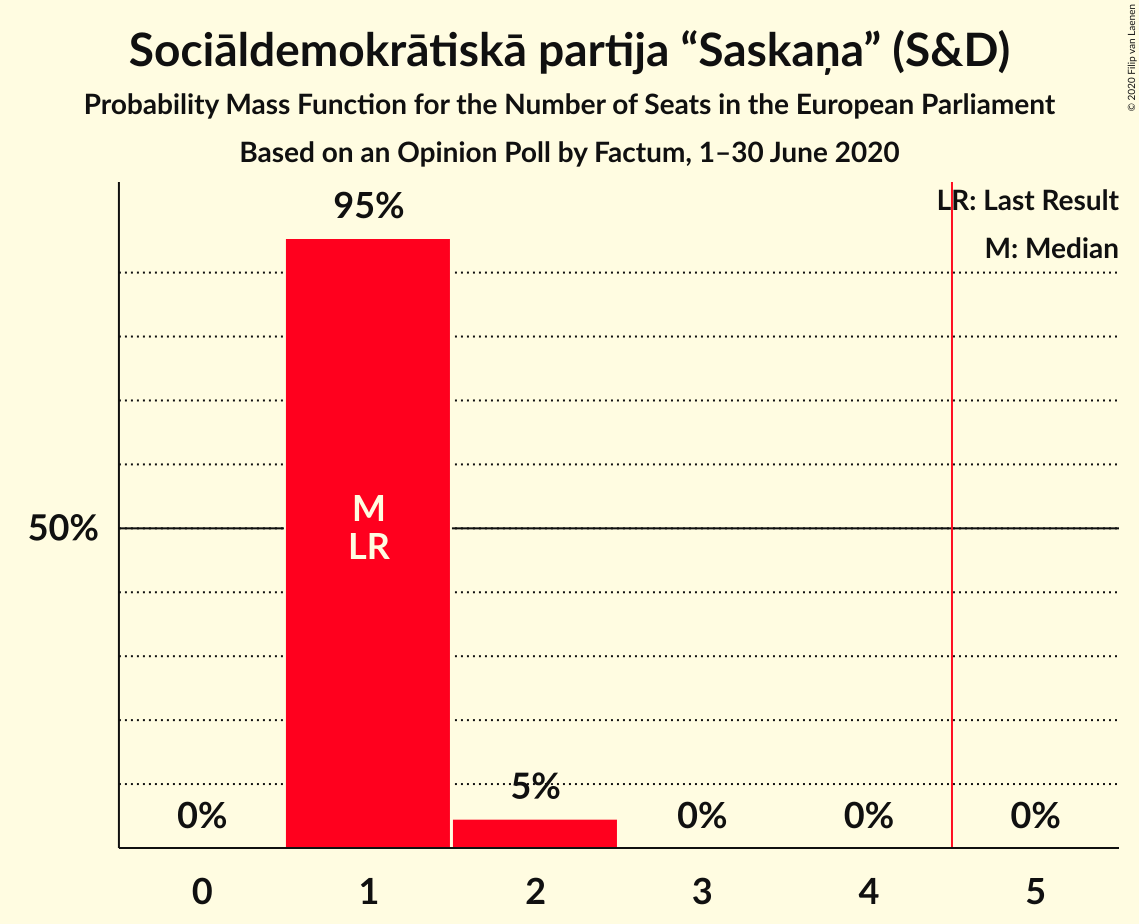 Sociāldemokrātiskā partija “Saskaņa” (S&D)
Probability Mass Function for the Number of Seats in the European Parliament
Based on an Opinion Poll by Factum, 1–30 June 2020
© 2020 Filip van Laenen
LR: Last Result
M: Median
95%
50%
M
LR
5%
0%
0%
0%
0%
0 1 2 3 4 5